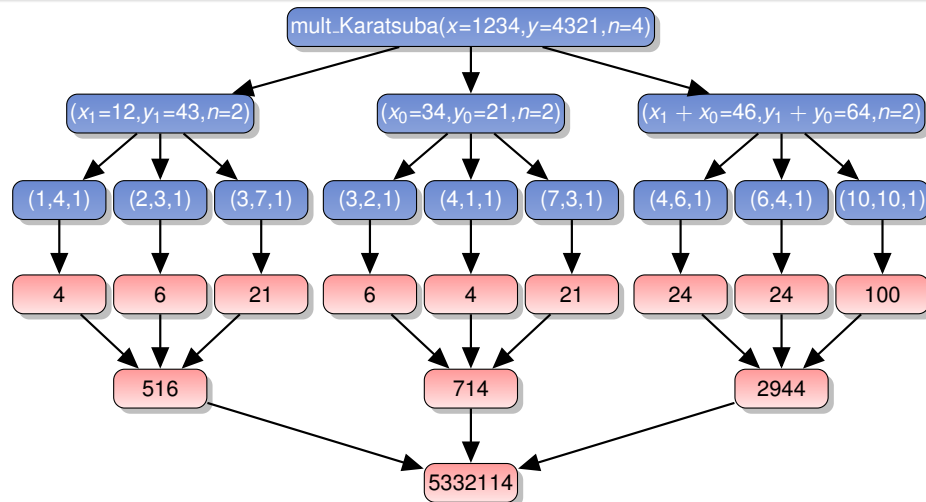 mult_Karatsuba(x=1234,y=4321,n=4)
(x₁=12,y₁=43,n=2) (x₀=34,y₀=21,n=2) (x₁ + x₀=46,y₁ + y₀=64,n=2)
(1,4,1) (2,3,1) (3,7,1) (3,2,1) (4,1,1) (7,3,1) (4,6,1) (6,4,1) (10,10,1)
4 6 21 6 4 21 24 24 100
516 714 2944
5332114